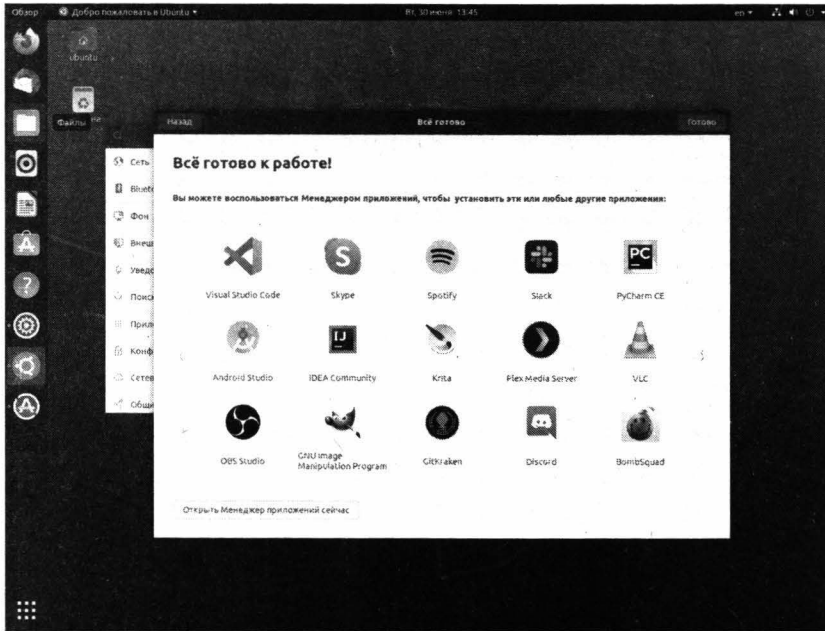 Обзор
Добро пожаловать в Ubuntu
Вт, 30 июня 13:45
en
ubuntu
Файлы
Назад
Всё готово
Готово
Сеть
Фон
Всё готово к работе!
Вы можете воспользоваться Менеджером приложений, чтобы установить эти или любые другие приложения:
Visual Studio Code
Skype
Spotify
Slack
PC
PyCharm CE
IJ
Android Studio
IDEA Community
Krita
Plex Media Server
VLC
OBS Studio
GNU Image
Manipulation Program
GitKraken
Discord
BombSquad
Открыть Менеджер приложений сейчас